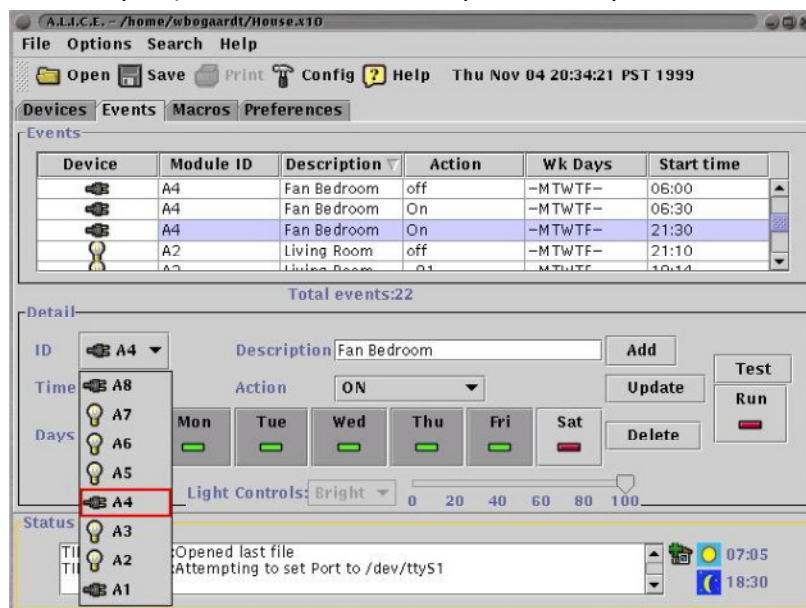 A.L.I.C.E. – /home/wbogaardt/House.x10
File Options Search Help
Open Save Print Config Help Thu Nov 04 20:34:21 PST 1999
Devices Events Macros Preferences
Events
Device Module ID Description Action Wk Days Start time
A4 Fan Bedroom off –MTWTF– 06:00
A4 Fan Bedroom On –MTWTF– 06:30
A4 Fan Bedroom On –MTWTF– 21:30
A2 Living Room off –MTWTF– 21:10
Total events:22
Detail
ID A4 Description Fan Bedroom Add
Test
Time A8 Action ON Update
Run
A7 Mon Tue Wed Thu Fri Sat
Days A6 Delete
A5
A4 Light Controls: Bright 0 20 40 60 80 100
Status
A3
:Opened last file 07:05
A2 :Attempting to set Port to /dev/ttyS1
A1 18:30